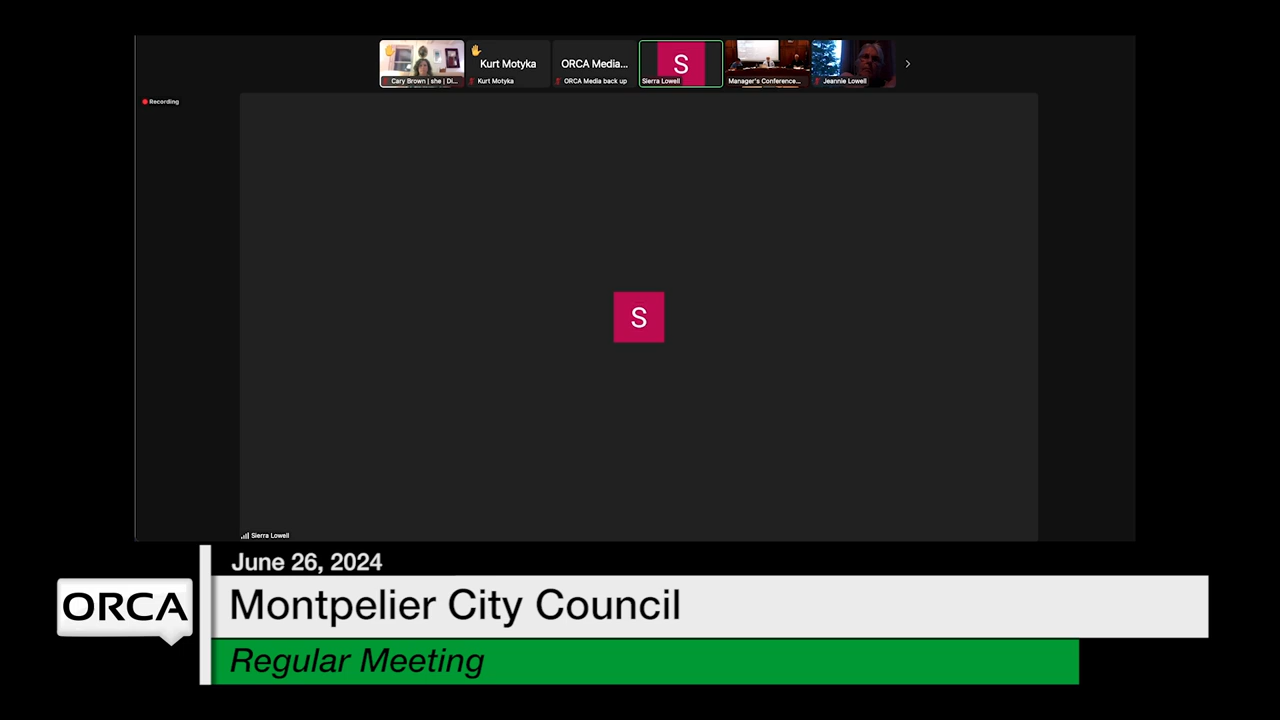 Kurt Motyka
ORCA Media...
S
Cary Brown | she | Di...
Kurt Motyka
ORCA Media back up
Sierra Lowell
Manager's Conference...
Jeannie Lowell
Recording
S
Sierra Lowell
June 26, 2024
ORCA
Montpelier City Council
Regular Meeting